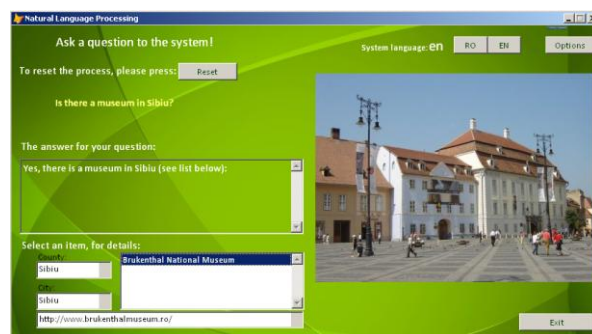 Natural Language Processing
Ask a question to the system!
System language: en
RO
EN
Options
To reset the process, please press:
Reset
Is there a museum in Sibiu?
The answer for your question:
Yes, there is a museum in Sibiu (see list below):
Select an item, for details:
County:
Sibiu
Brukenthal National Museum
City:
Sibiu
http://www.brukenthalmuseum.ro/
Exit